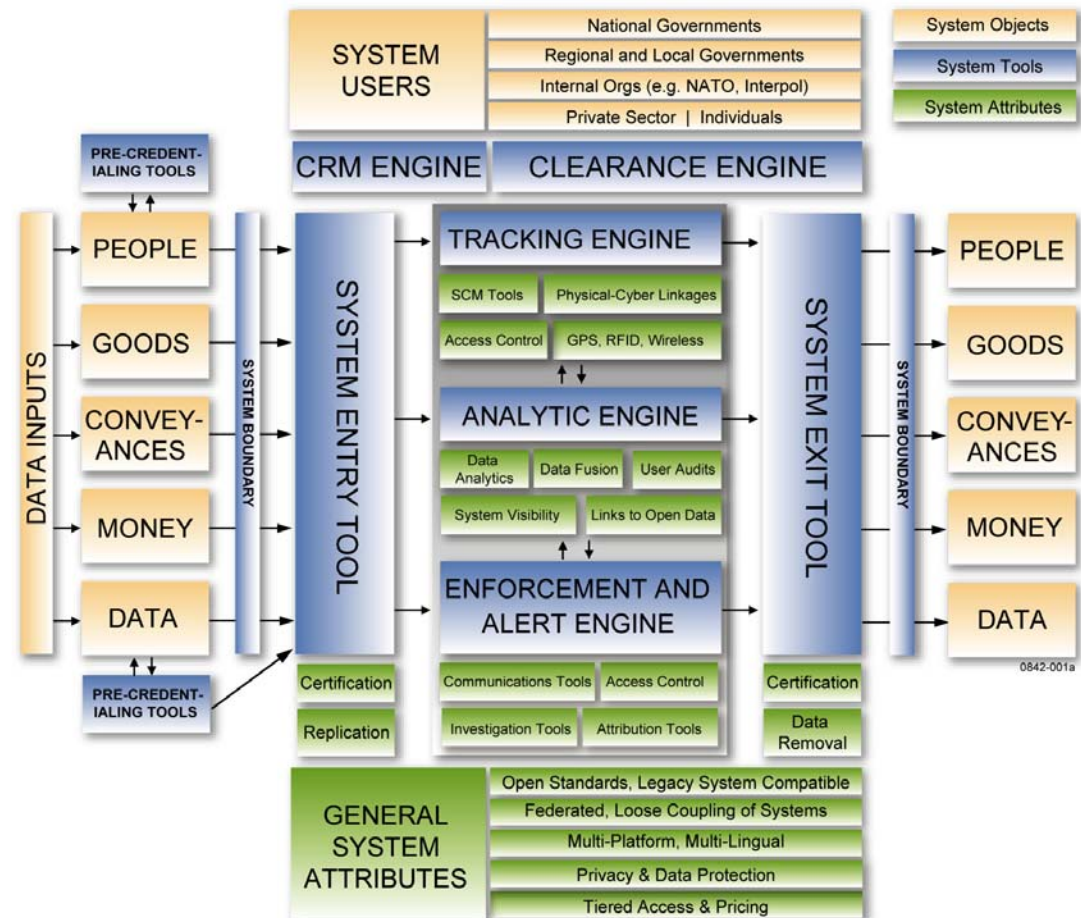 SYSTEM
USERS
National Governments
Regional and Local Governments
Internal Orgs (e.g. NATO, Interpol)
Private Sector | Individuals
System Objects
System Tools
System Attributes
PRE-CREDENT-
IALING TOOLS
CRM ENGINE
CLEARANCE ENGINE
DATA INPUTS
PEOPLE
GOODS
CONVEY-
ANCES
MONEY
DATA
PRE-CREDENT-
IALING TOOLS
SYSTEM BOUNDARY
SYSTEM ENTRY TOOL
Certification
Replication
TRACKING ENGINE
SCM Tools
Physical-Cyber Linkages
Access Control
GPS, RFID, Wireless
ANALYTIC ENGINE
Data
Analytics
Data Fusion
User Audits
System Visibility
Links to Open Data
ENFORCEMENT AND
ALERT ENGINE
Communications Tools
Access Control
Investigation Tools
Attribution Tools
SYSTEM EXIT TOOL
Certification
Data
Removal
SYSTEM BOUNDARY
PEOPLE
GOODS
CONVEY-
ANCES
MONEY
DATA
0842-001a
GENERAL
SYSTEM
ATTRIBUTES
Open Standards, Legacy System Compatible
Federated, Loose Coupling of Systems
Multi-Platform, Multi-Lingual
Privacy & Data Protection
Tiered Access & Pricing